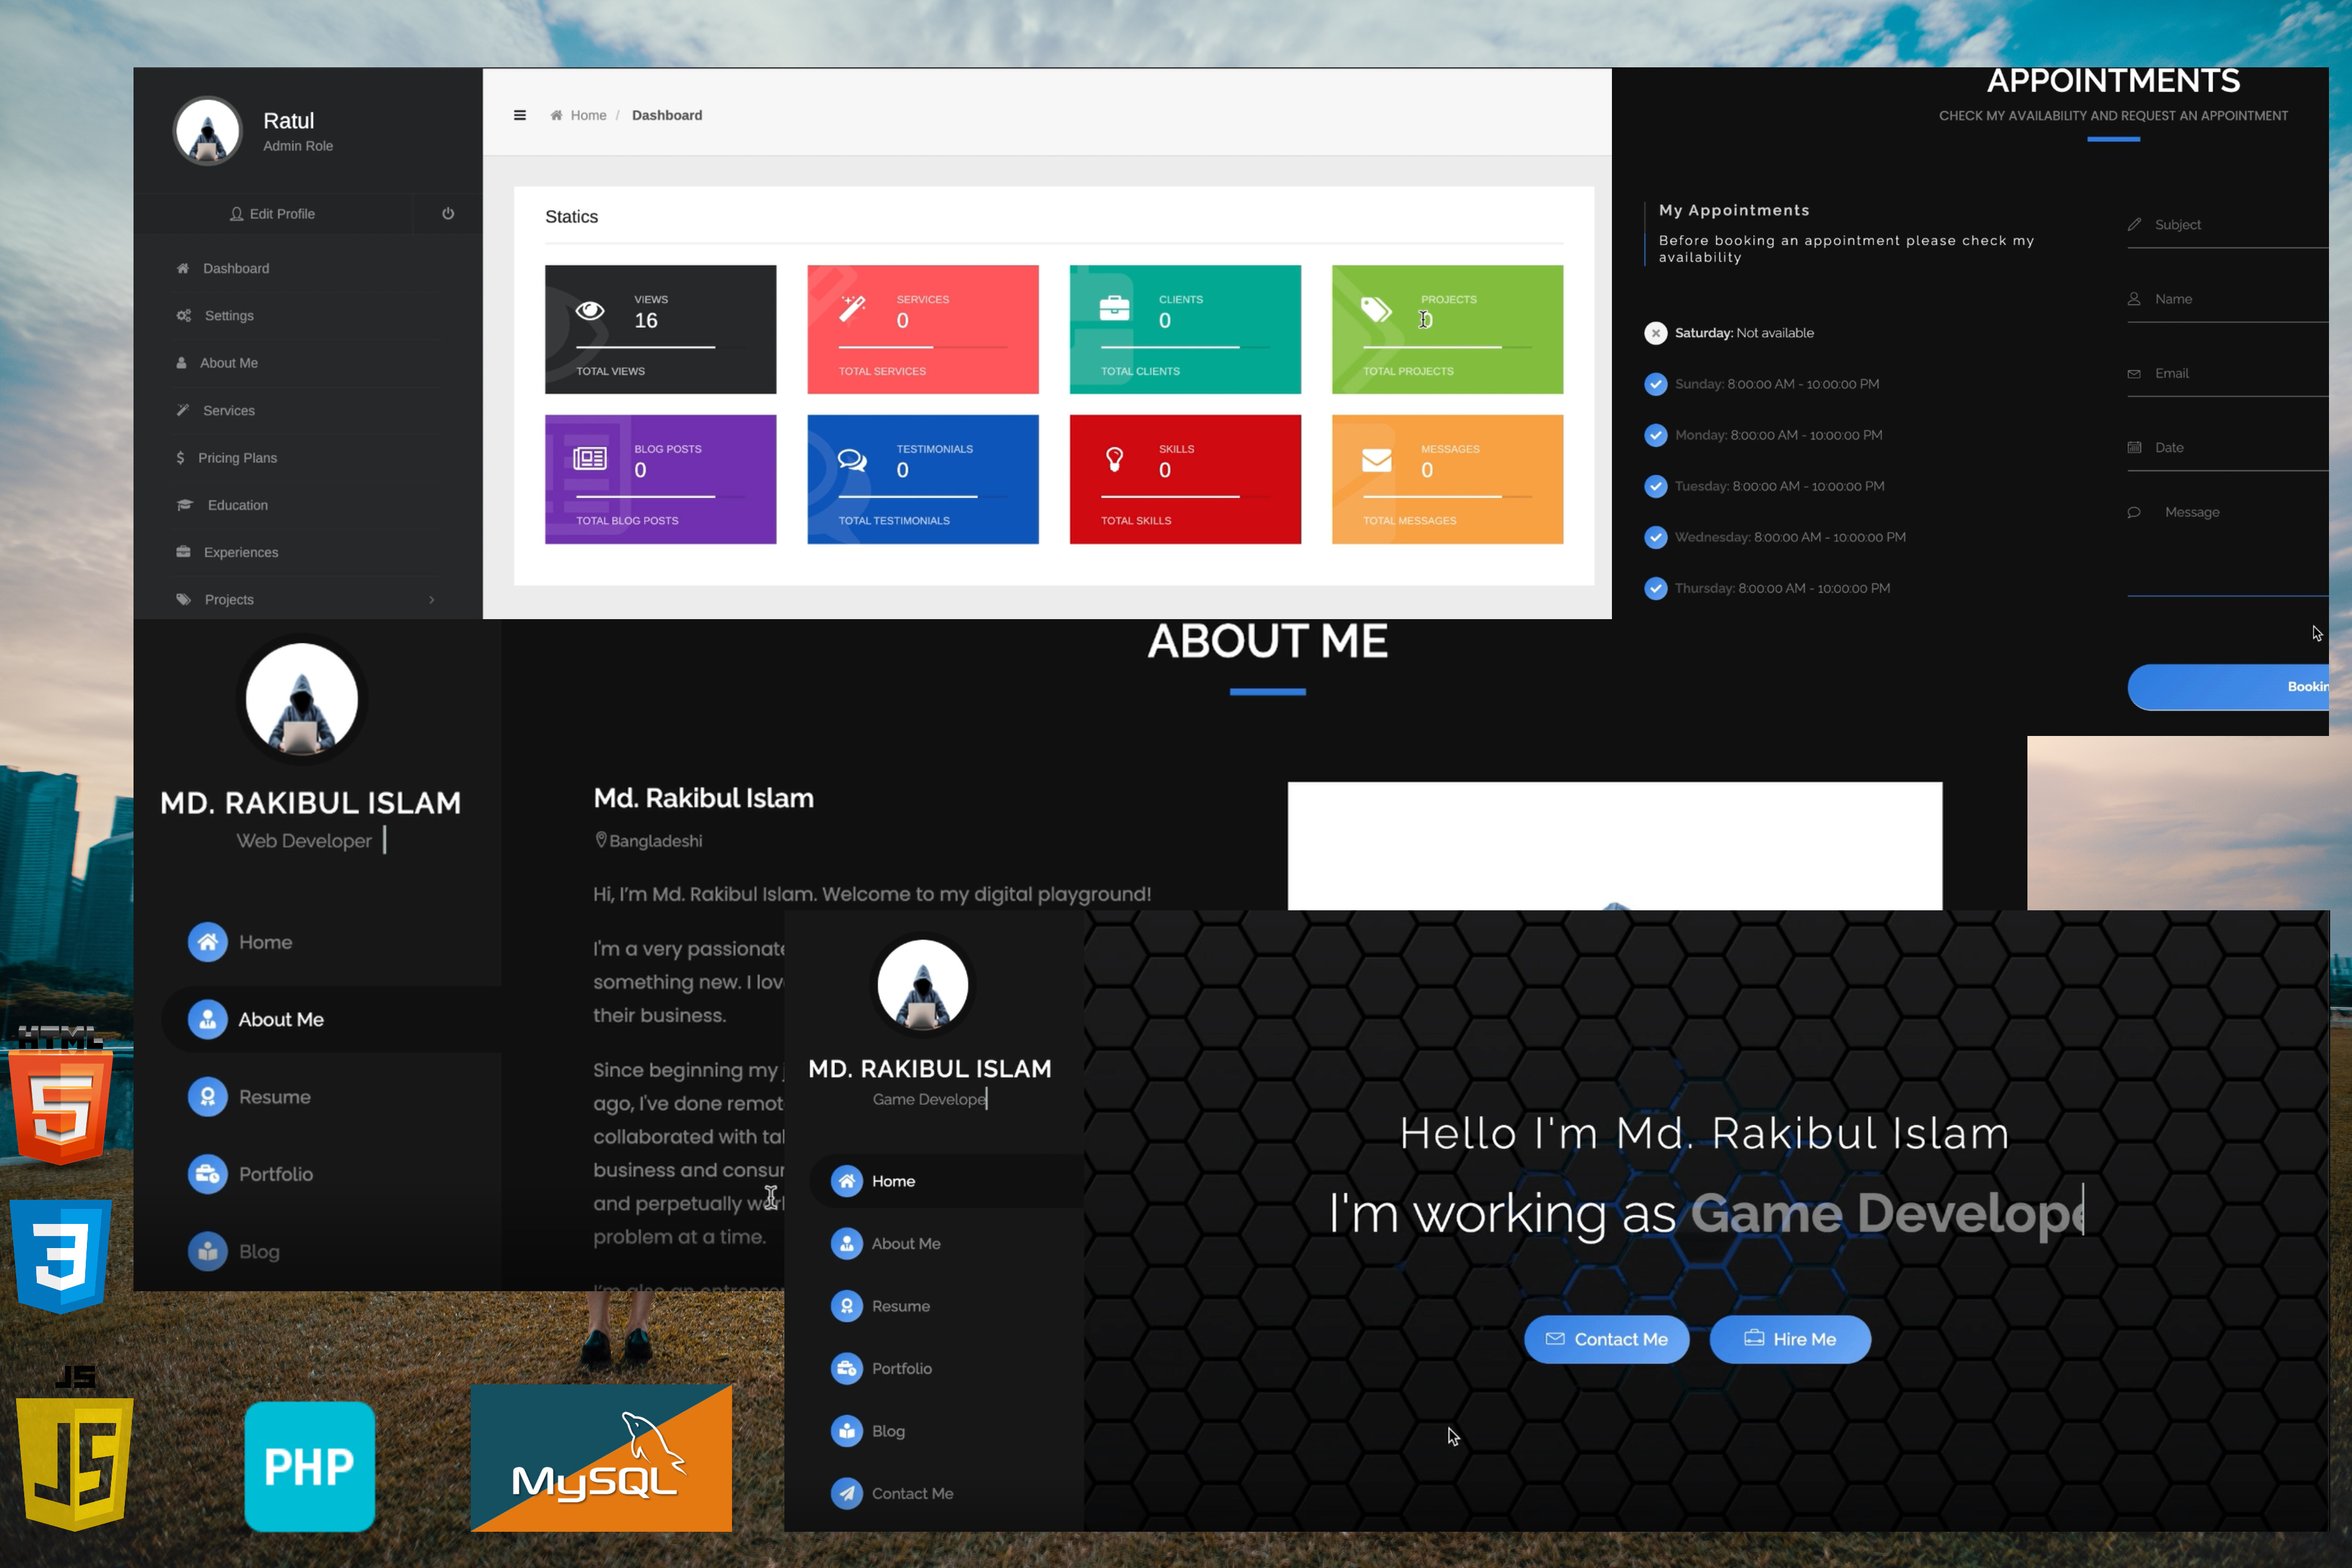 Ratul
Admin Role
Edit Profile
Dashboard
Settings
About Me
Services
Pricing Plans
Education
Experiences
Projects
Home / Dashboard
Statics
VIEWS
16
TOTAL VIEWS
SERVICES
0
TOTAL SERVICES
CLIENTS
0
TOTAL CLIENTS
PROJECTS
0
TOTAL PROJECTS
BLOG POSTS
0
TOTAL BLOG POSTS
TESTIMONIALS
0
TOTAL TESTIMONIALS
SKILLS
0
TOTAL SKILLS
MESSAGES
0
TOTAL MESSAGES
APPOINTMENTS
CHECK MY AVAILABILITY AND REQUEST AN APPOINTMENT
My Appointments
Before booking an appointment please check my
availability
Saturday: Not available
Sunday: 8:00:00 AM - 10:00:00 PM
Monday: 8:00:00 AM - 10:00:00 PM
Tuesday: 8:00:00 AM - 10:00:00 PM
Wednesday: 8:00:00 AM - 10:00:00 PM
Thursday: 8:00:00 AM - 10:00:00 PM
Subject
Name
Email
Date
Message
Bookin
MD. RAKIBUL ISLAM
Web Developer
Home
About Me
Resume
Portfolio
Blog
ABOUT ME
Md. Rakibul Islam
Bangladeshi
Hi, I'm Md. Rakibul Islam. Welcome to my digital playground!
I'm a very passionate
something new. I lov
their business.
Since beginning my j
ago, I've done remot
collaborated with tal
business and consur
and perpetually work
problem at a time.
I'm also an entrepre
MD. RAKIBUL ISLAM
Game Develope
Home
About Me
Resume
Portfolio
Blog
Contact Me
Hello I'm Md. Rakibul Islam
I'm working as Game Develope
Contact Me
Hire Me
HTML
5
3
JS
JS
PHP
MySQL